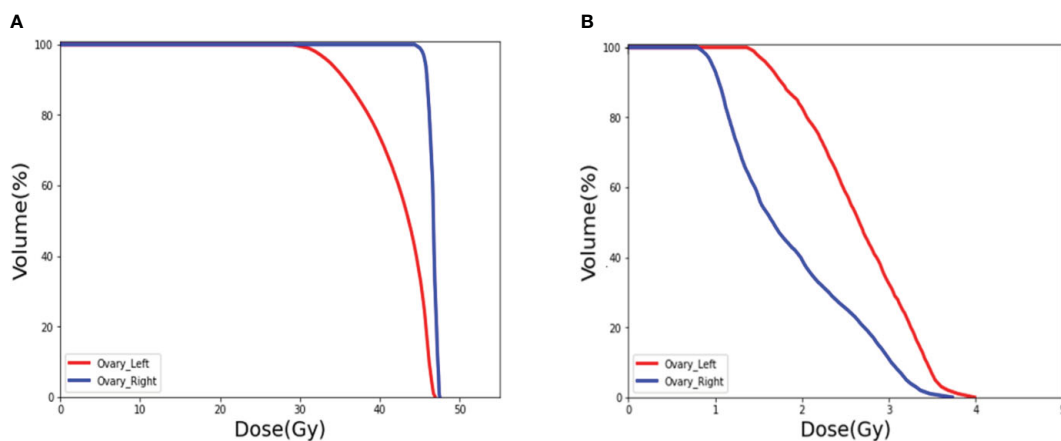 A
100
80
60
40
20
0
Volume(%)
Ovary_Left
Ovary_Right
0 10 20 30 40 50
Dose(Gy)
B
100
80
60
40
20
0
Volume(%)
Ovary_Left
Ovary_Right
0 1 2 3 4 5
Dose(Gy)